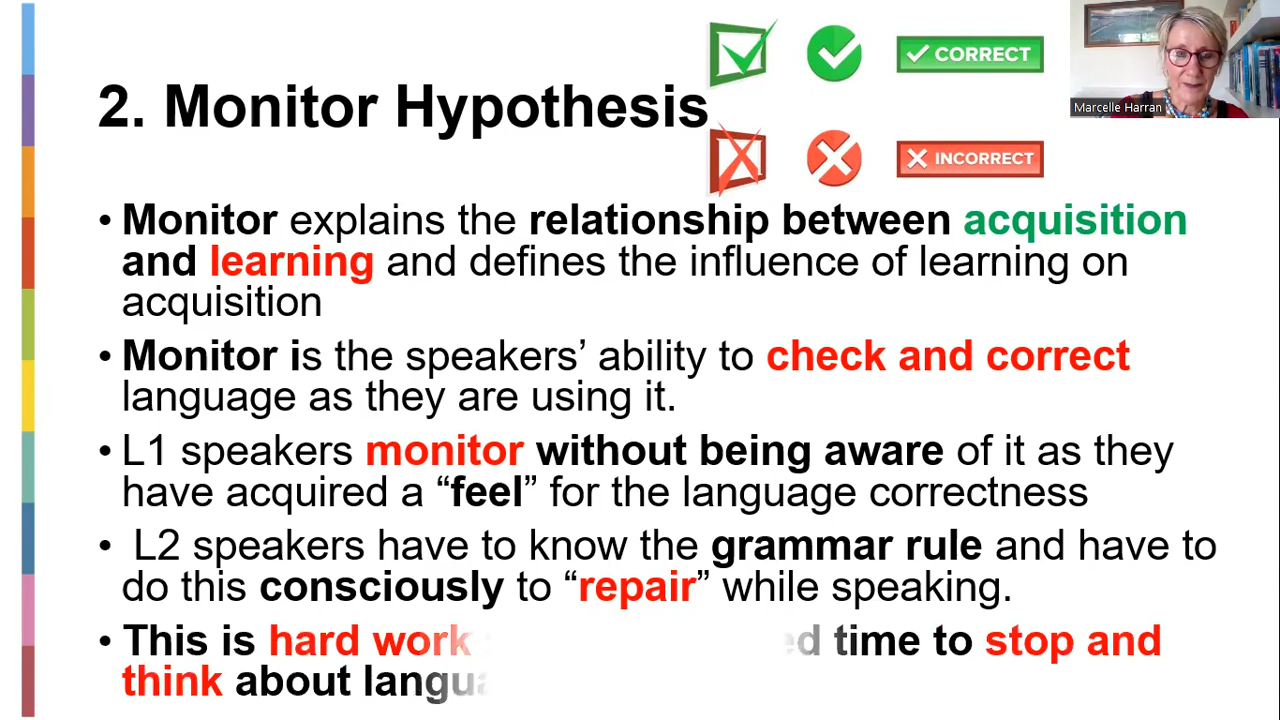 2. Monitor Hypothesis
CORRECT
INCORRECT
Marcelle Harran
• Monitor explains the relationship between acquisition
and learning and defines the influence of learning on
acquisition
• Monitor is the speakers’ ability to check and correct
language as they are using it.
• L1 speakers monitor without being aware of it as they
have acquired a “feel” for the language correctness
• L2 speakers have to know the grammar rule and have to
do this consciously to “repair” while speaking.
• This is hard work time to stop and
think about